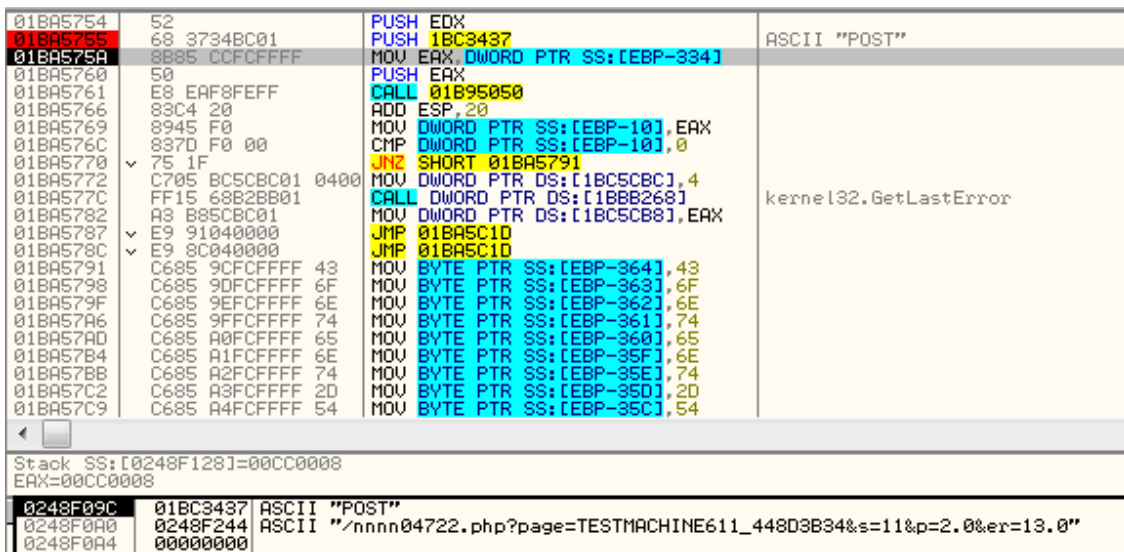 01BA5754 52 PUSH EDX
01BA5755 68 3734BC01 PUSH 1BC3437 ASCII "POST"
01BA575A 8B85 CCFCFFFF MOV EAX,DWORD PTR SS:[EBP-334]
01BA5760 50 PUSH EAX
01BA5761 E8 EAF8FEFF CALL 01B95050
01BA5766 83C4 20 ADD ESP,20
01BA5769 8945 F0 MOV DWORD PTR SS:[EBP-10],EAX
01BA576C 837D F0 00 CMP DWORD PTR SS:[EBP-10],0
01BA5770 75 1F JNZ SHORT 01BA5791
01BA5772 C705 BC5CBC01 0400 MOV DWORD PTR DS:[1BC5CBC],4
01BA577C FF15 68B2BB01 CALL DWORD PTR DS:[1BBB268] kernel32.GetLastError
01BA5782 A3 B85CBC01 MOV DWORD PTR DS:[1BC5CB8],EAX
01BA5787 E9 91040000 JMP 01BA5C1D
01BA578C E9 8C040000 JMP 01BA5C1D
01BA5791 C685 9CFCFFFF 43 MOV BYTE PTR SS:[EBP-364],43
01BA5798 C685 9DFCFFFF 6F MOV BYTE PTR SS:[EBP-363],6F
01BA579F C685 9EFCFFFF 6E MOV BYTE PTR SS:[EBP-362],6E
01BA57A6 C685 9FFCFFFF 74 MOV BYTE PTR SS:[EBP-361],74
01BA57AD C685 A0FCFFFF 65 MOV BYTE PTR SS:[EBP-360],65
01BA57B4 C685 A1FCFFFF 6E MOV BYTE PTR SS:[EBP-35F],6E
01BA57BB C685 A2FCFFFF 74 MOV BYTE PTR SS:[EBP-35E],74
01BA57C2 C685 A3FCFFFF 2D MOV BYTE PTR SS:[EBP-35D],2D
01BA57C9 C685 A4FCFFFF 54 MOV BYTE PTR SS:[EBP-35C],54
Stack SS:[0248F128]=00CC0008
EAX=00CC0008
0248F09C 01BC3437 ASCII "POST"
0248F0A0 0248F244 ASCII "/nnnn04722.php?page=TESTMACHINE611_448D3B34&s=11&p=2.0&er=13.0"
0248F0A4 00000000